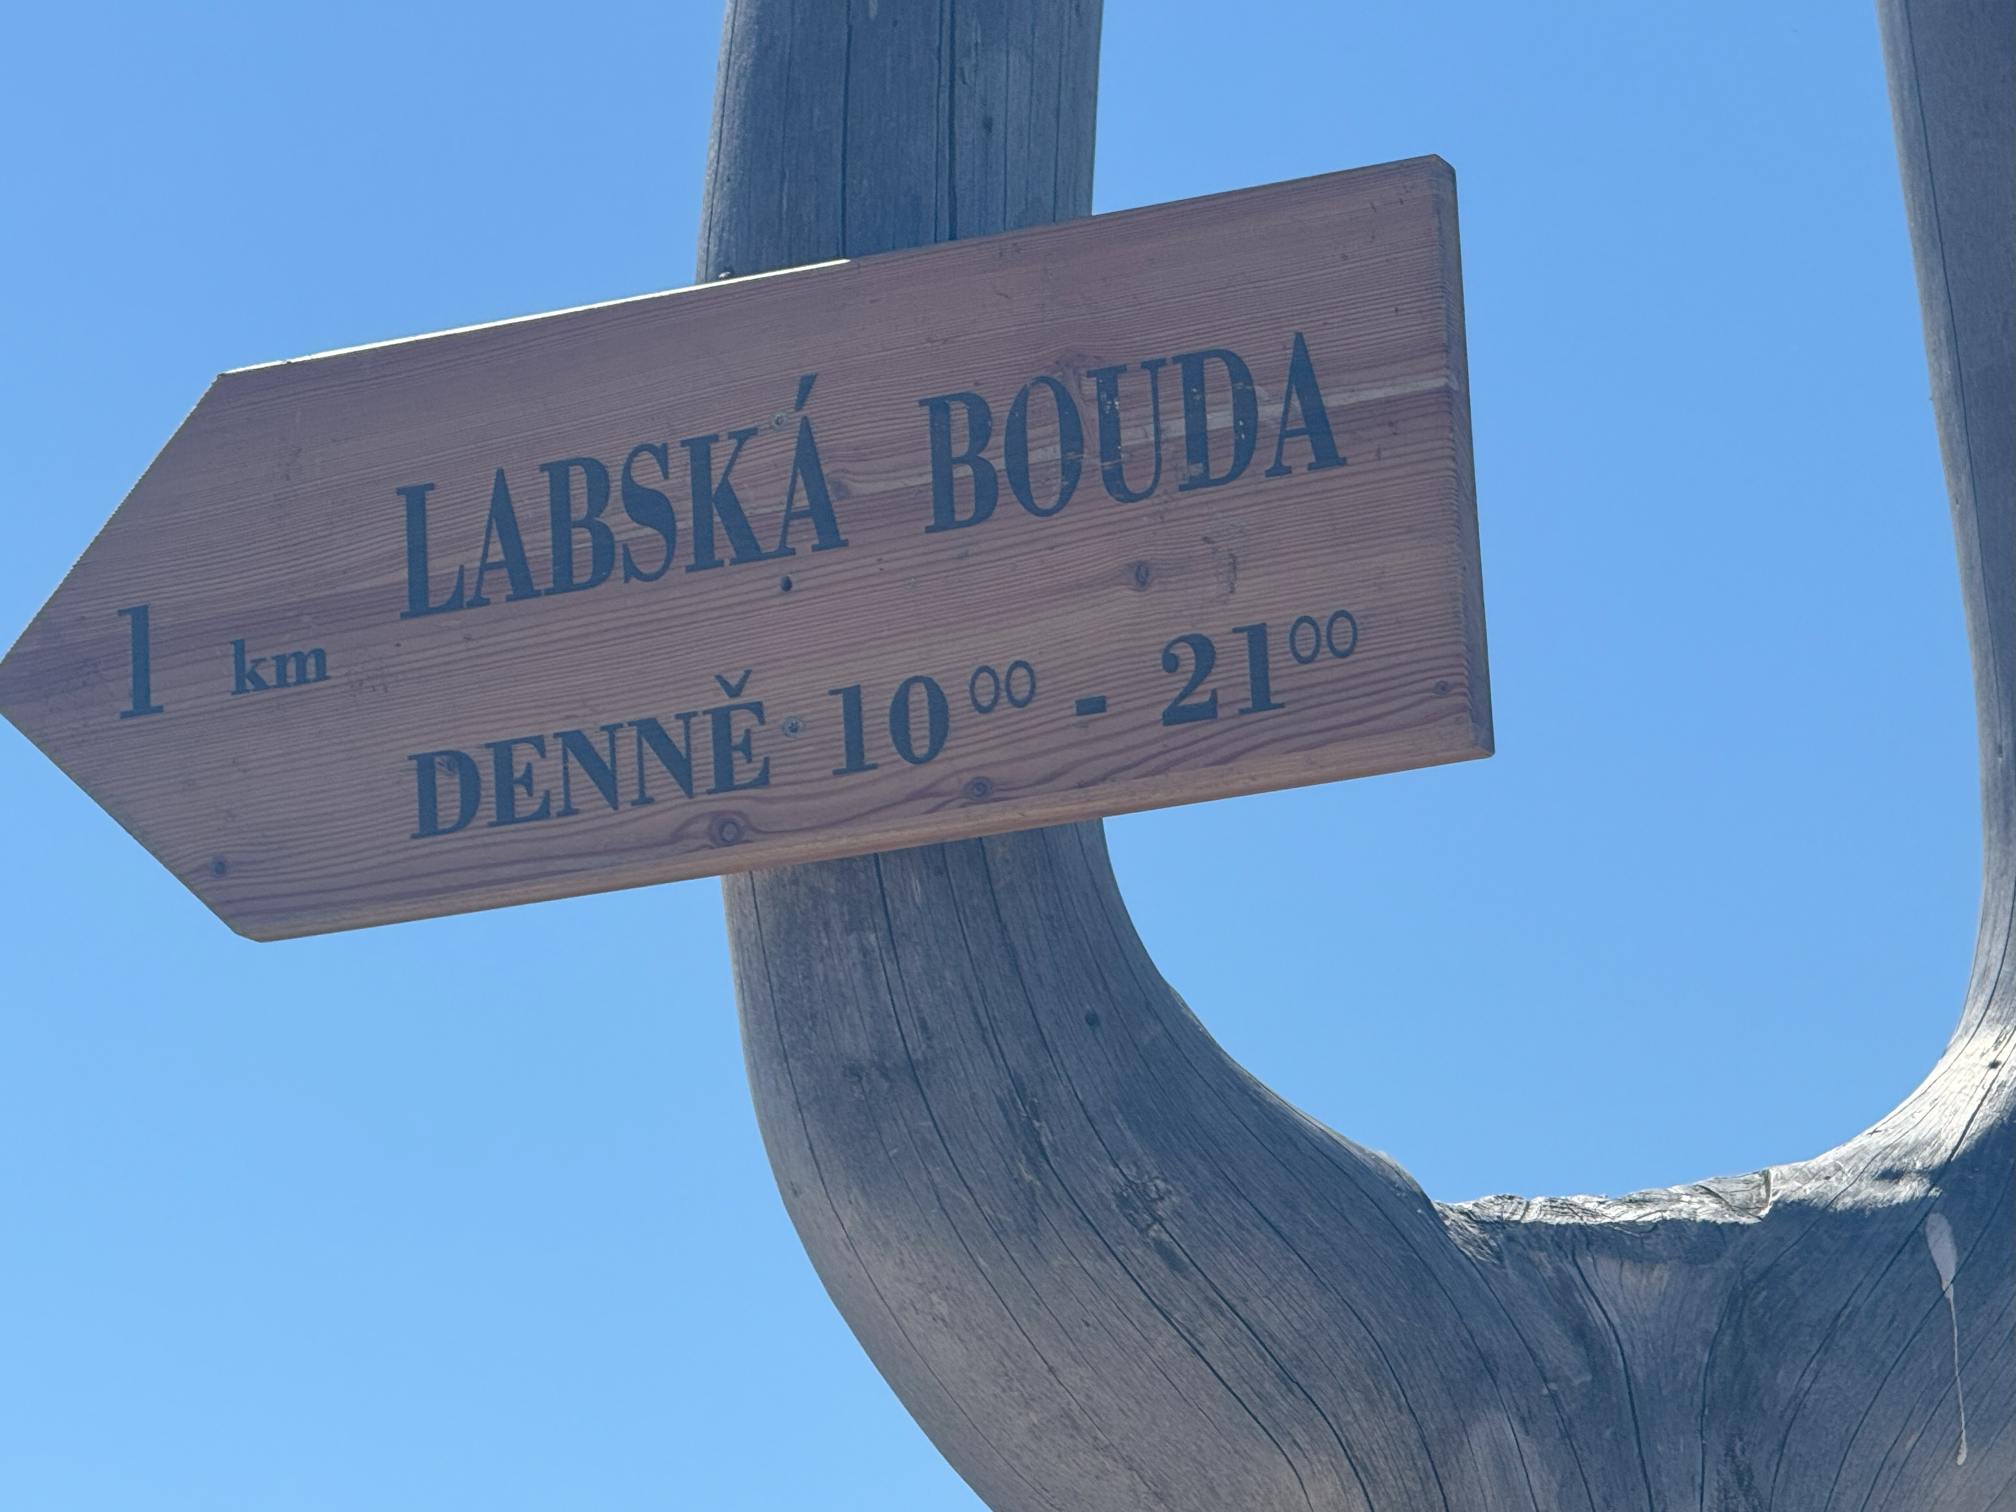 LABSKÁ BOUDA
1 km
DENNĚ 10⁰⁰ - 21⁰⁰